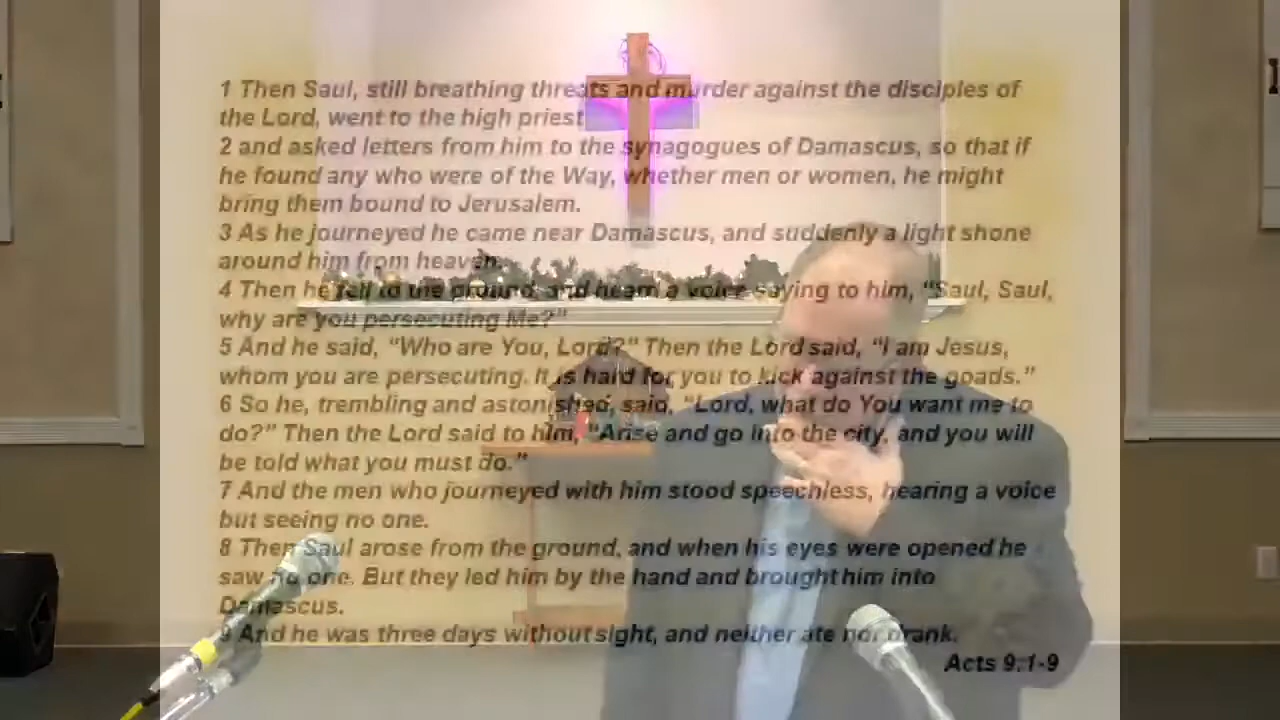 1 Then Saul, still breathing threats and murder against the disciples of
the Lord, went to the high priest
2 and asked letters from him to the synagogues of Damascus, so that if
he found any who were of the Way, whether men or women, he might
bring them bound to Jerusalem.
3 As he journeyed he came near Damascus, and suddenly a light shone
around him from heaven.
4 Then he fell to the ground, and heard a voice saying to him, “Saul, Saul,
why are you persecuting Me?”
5 And he said, “Who are You, Lord?” Then the Lord said, “I am Jesus,
whom you are persecuting. It is hard for you to kick against the goads.”
6 So he, trembling and astonished, said, “Lord, what do You want me to
do?” Then the Lord said to him, “Arise and go into the city, and you will
be told what you must do.”
7 And the men who journeyed with him stood speechless, hearing a voice
but seeing no one.
8 Then Saul arose from the ground, and when his eyes were opened he
saw no one. But they led him by the hand and brought him into
Damascus.
9 And he was three days without sight, and neither ate nor drank.
Acts 9:1-9